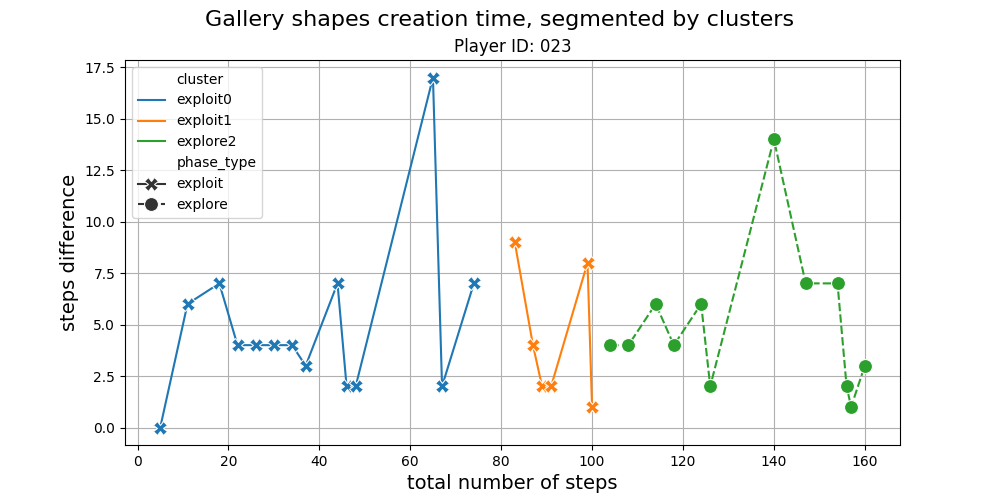 Gallery shapes creation time, segmented by clusters
Player ID: 023
17.5
15.0
12.5
10.0
7.5
5.0
2.5
0.0
steps difference
cluster
exploit0
exploit1
explore2
phase_type
exploit
explore
0 20 40 60 80 100 120 140 160
total number of steps